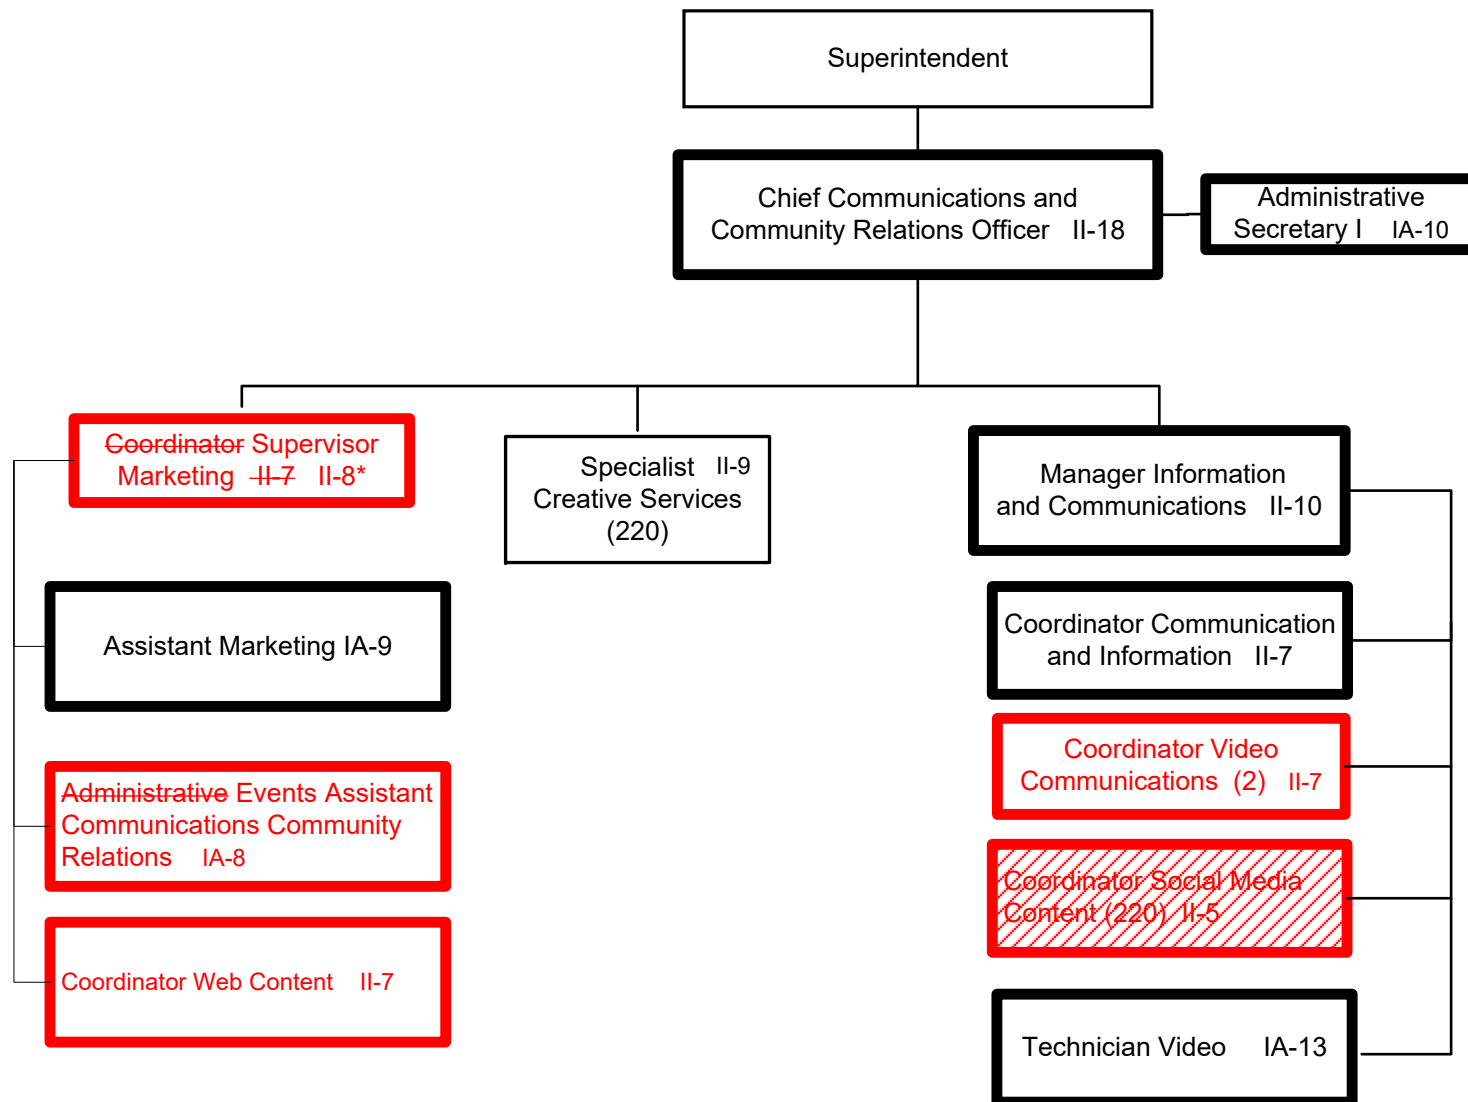 Superintendent
Chief Communications and
Community Relations Officer II-18
Administrative
Secretary I IA-10
Coordinator Supervisor
Marketing II-7 II-8*
Specialist II-9
Creative Services
(220)
Manager Information
and Communications II-10
Assistant Marketing IA-9
Coordinator Communication
and Information II-7
Administrative Events Assistant
Communications Community
Relations IA-8
Coordinator Video
Communications (2) II-7
Coordinator Social Media
Content (220) II-5
Coordinator Web Content II-7
Technician Video IA-13